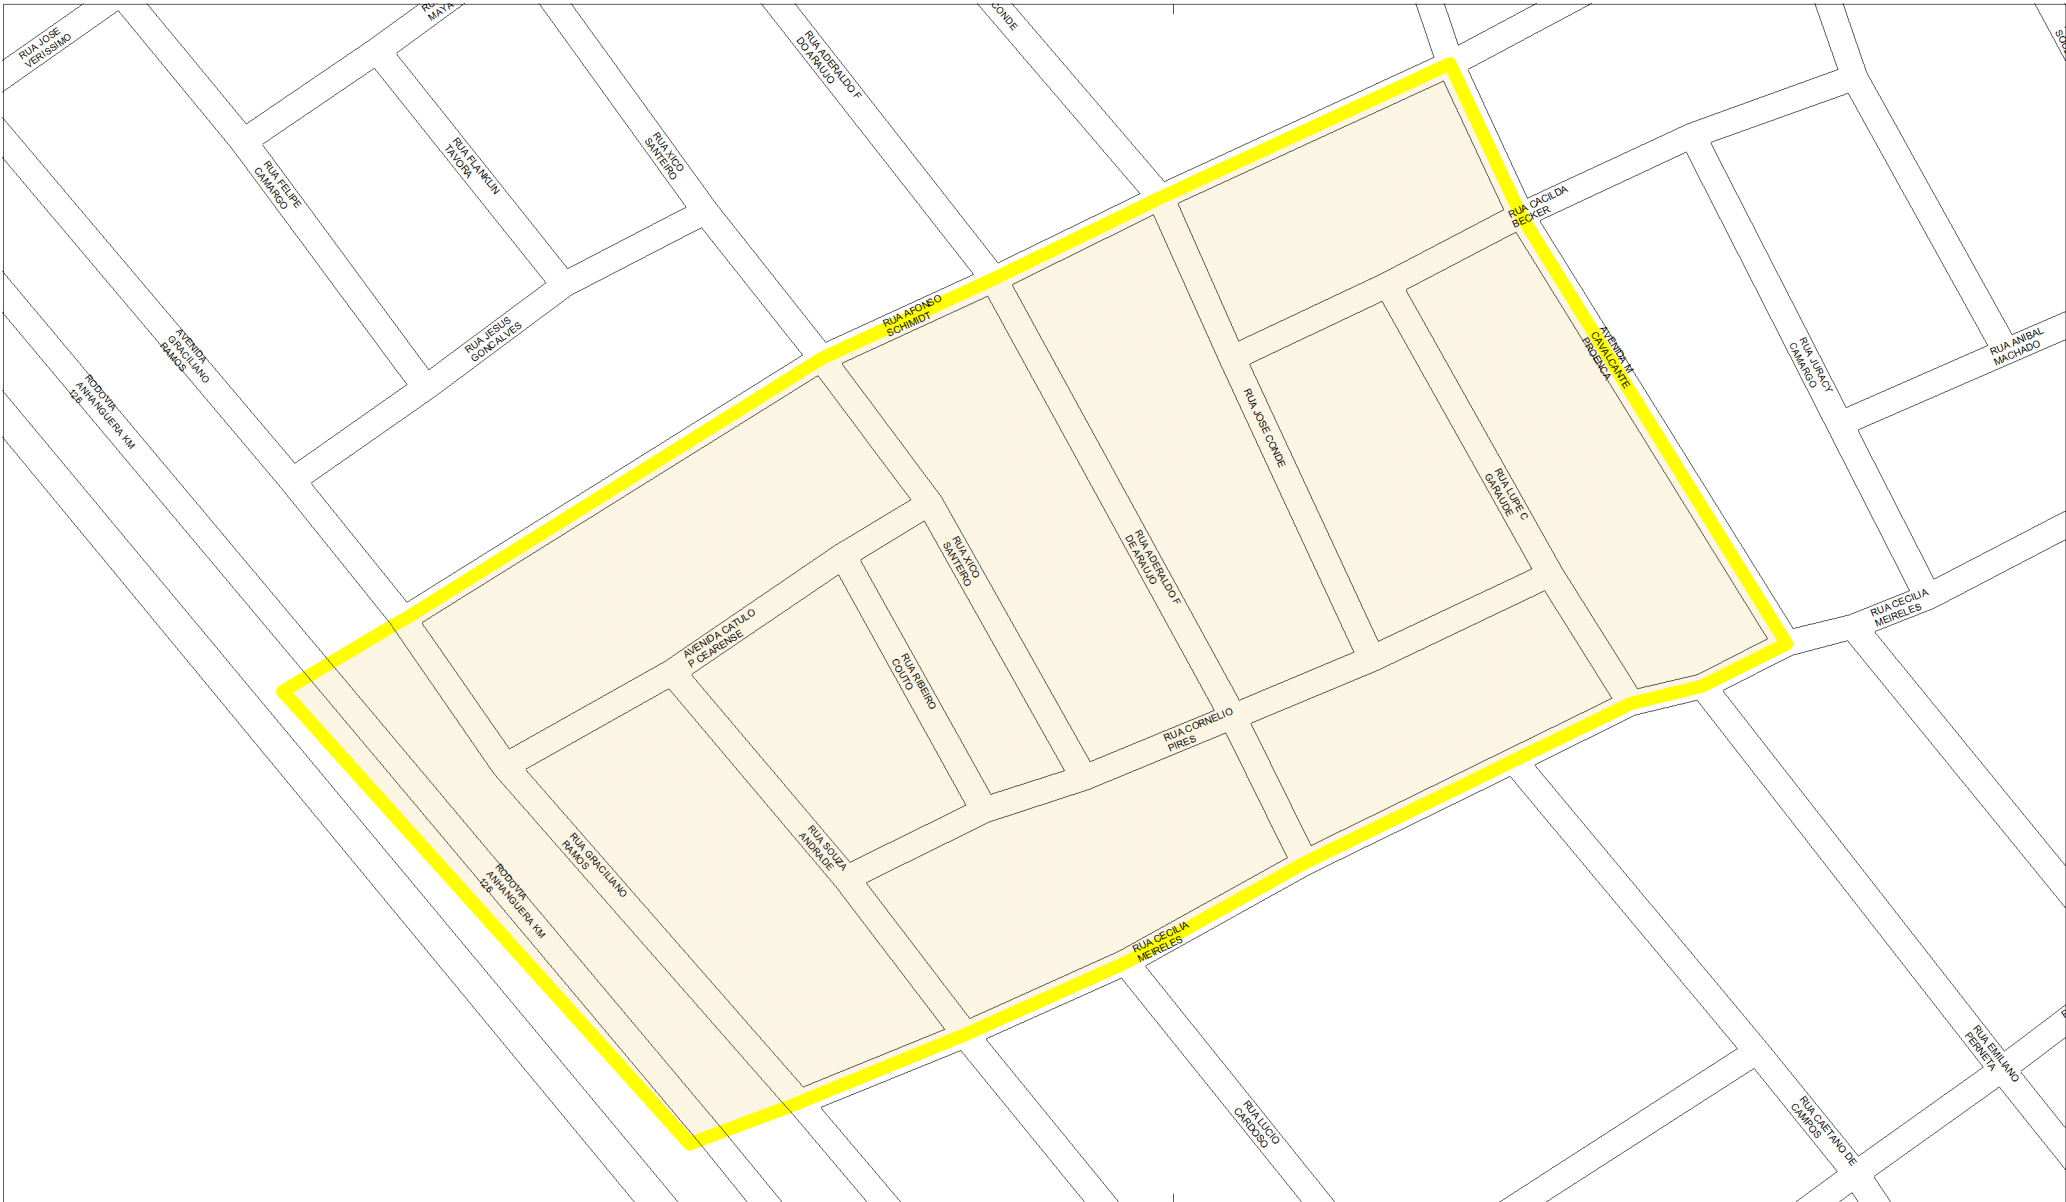 RUA JOSE
VERISSIMO
MAYA
RUA ADERALDO F
DO ARAUJO
CONDE
RUA FLANKLIN
TAVORA
RUA XICO
SANTEIRO
RUA FELIPE
CAMARGO
RUA CACILDA
BECKER
RUA AFONSO
SCHIMIDT
RUA JESUS
GONCALVES
AVENIDA
GRACILIANO
RAMOS
RODOVIA
ANHANGUERA KM
126
AVENIDA M
CAVALCANTE
PROENCA
RUA JURACY
CAMARGO
RUA ANIBAL
MACHADO
RUA JOSE CONDE
RUA LUPE C
GARAUDE
RUA XICO
SANTEIRO
RUA ADERALDO F
DE ARAUJO
RUA CECILIA
MEIRELES
AVENIDA CATULO
P CEARENSE
RUA RIBEIRO
COUTO
RUA CORNELIO
PIRES
RUA SOUZA
ANDRADE
RUA GRACILIANO
RAMOS
RODOVIA
ANHANGUERA KM
126
RUA CECILIA
MEIRELES
RUA EMILIANO
PERNETA
RUA LUCIO
CARDOSO
RUA CAETANO DE
CAMPOS